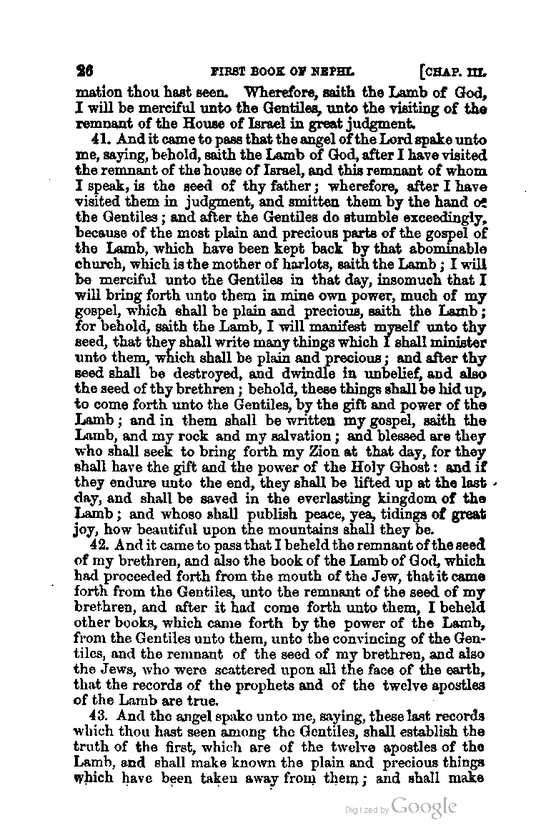 26 FIRST BOOK OF NEPHI. [CHAP. III.
mation thou hast seen. Wherefore, saith the Lamb of God,
I will be merciful unto the Gentiles, unto the visiting of the
remnant of the House of Israel in great judgment.
41. And it came to pass that the angel of the Lord spake unto
me, saying, behold, saith the Lamb of God, after I have visited
the remnant of the house of Israel, and this remnant of whom
I speak, is the seed of thy father; wherefore, after I have
visited them in judgment, and smitten them by the hand of
the Gentiles; and after the Gentiles do stumble exceedingly,
because of the most plain and precious parts of the gospel of
the Lamb, which have been kept back by that abominable
church, which is the mother of harlots, saith the Lamb; I will
be merciful unto the Gentiles in that day, insomuch that I
will bring forth unto them in mine own power, much of my
gospel, which shall be plain and precious, saith the Lamb;
for behold, saith the Lamb, I will manifest myself unto thy
seed, that they shall write many things which I shall minister
unto them, which shall be plain and precious; and after thy
seed shall be destroyed, and dwindle in unbelief, and also
the seed of thy brethren; behold, these things shall be hid up,
to come forth unto the Gentiles, by the gift and power of the
Lamb; and in them shall be written my gospel, saith the
Lamb, and my rock and my salvation; and blessed are they
who shall seek to bring forth my Zion at that day, for they
shall have the gift and the power of the Holy Ghost: and if
they endure unto the end, they shall be lifted up at the last
day, and shall be saved in the everlasting kingdom of the
Lamb; and whoso shall publish peace, yea, tidings of great
joy, how beautiful upon the mountains shall they be.
42. And it came to pass that I beheld the remnant of the seed
of my brethren, and also the book of the Lamb of God, which
had proceeded forth from the mouth of the Jew, that it came
forth from the Gentiles, unto the remnant of the seed of my
brethren, and after it had come forth unto them, I beheld
other books, which came forth by the power of the Lamb,
from the Gentiles unto them, unto the convincing of the Gen-
tiles, and the remnant of the seed of my brethren, and also
the Jews, who were scattered upon all the face of the earth,
that the records of the prophets and of the twelve apostles
of the Lamb are true.
43. And the angel spake unto me, saying, these last records
which thou hast seen among the Gentiles, shall establish the
truth of the first, which are of the twelve apostles of the
Lamb, and shall make known the plain and precious things
which have been taken away from them; and shall make
Digitized by Google